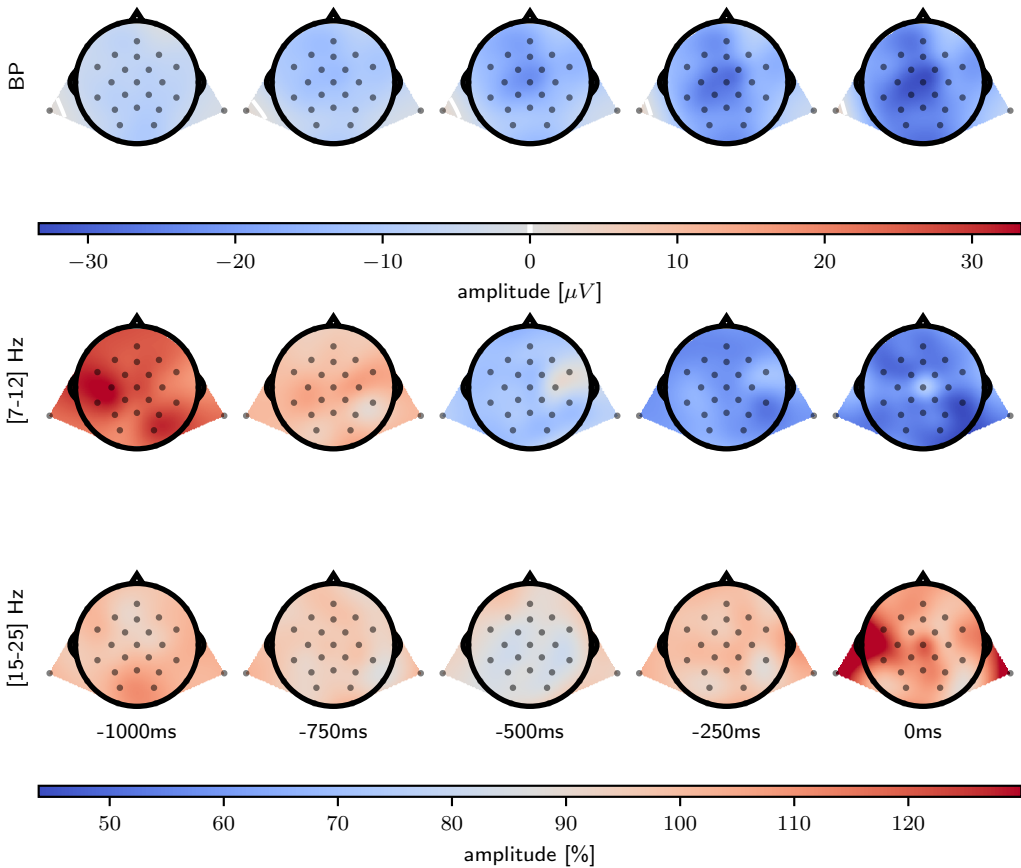 BP
−30 −20 −10 0 10 20 30
amplitude [μV]
[7-12] Hz
[15-25] Hz
-1000ms -750ms -500ms -250ms 0ms
50 60 70 80 90 100 110 120
amplitude [%]